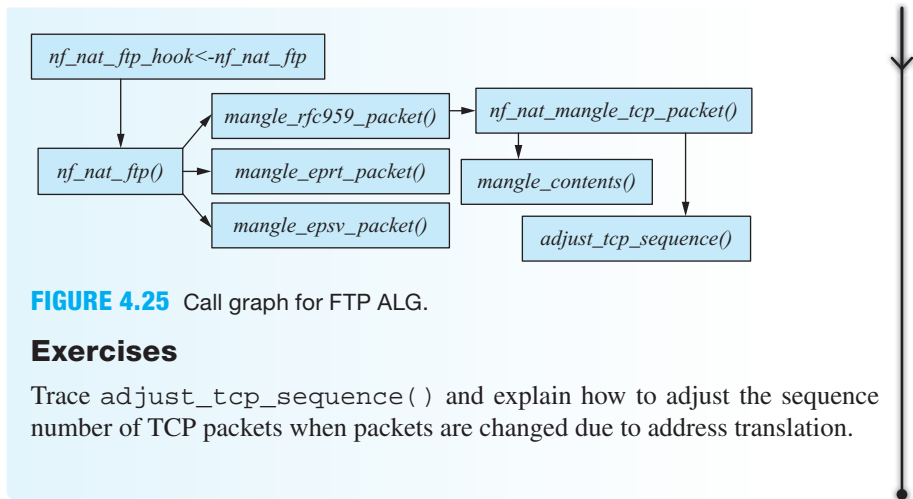 nf_nat_ftp_hook<-nf_nat_ftp
mangle_rfc959_packet()
nf_nat_mangle_tcp_packet()
nf_nat_ftp()
mangle_eprt_packet()
mangle_contents()
mangle_epsv_packet()
adjust_tcp_sequence()
FIGURE 4.25 Call graph for FTP ALG.
Exercises
Trace adjust_tcp_sequence() and explain how to adjust the sequence
number of TCP packets when packets are changed due to address translation.